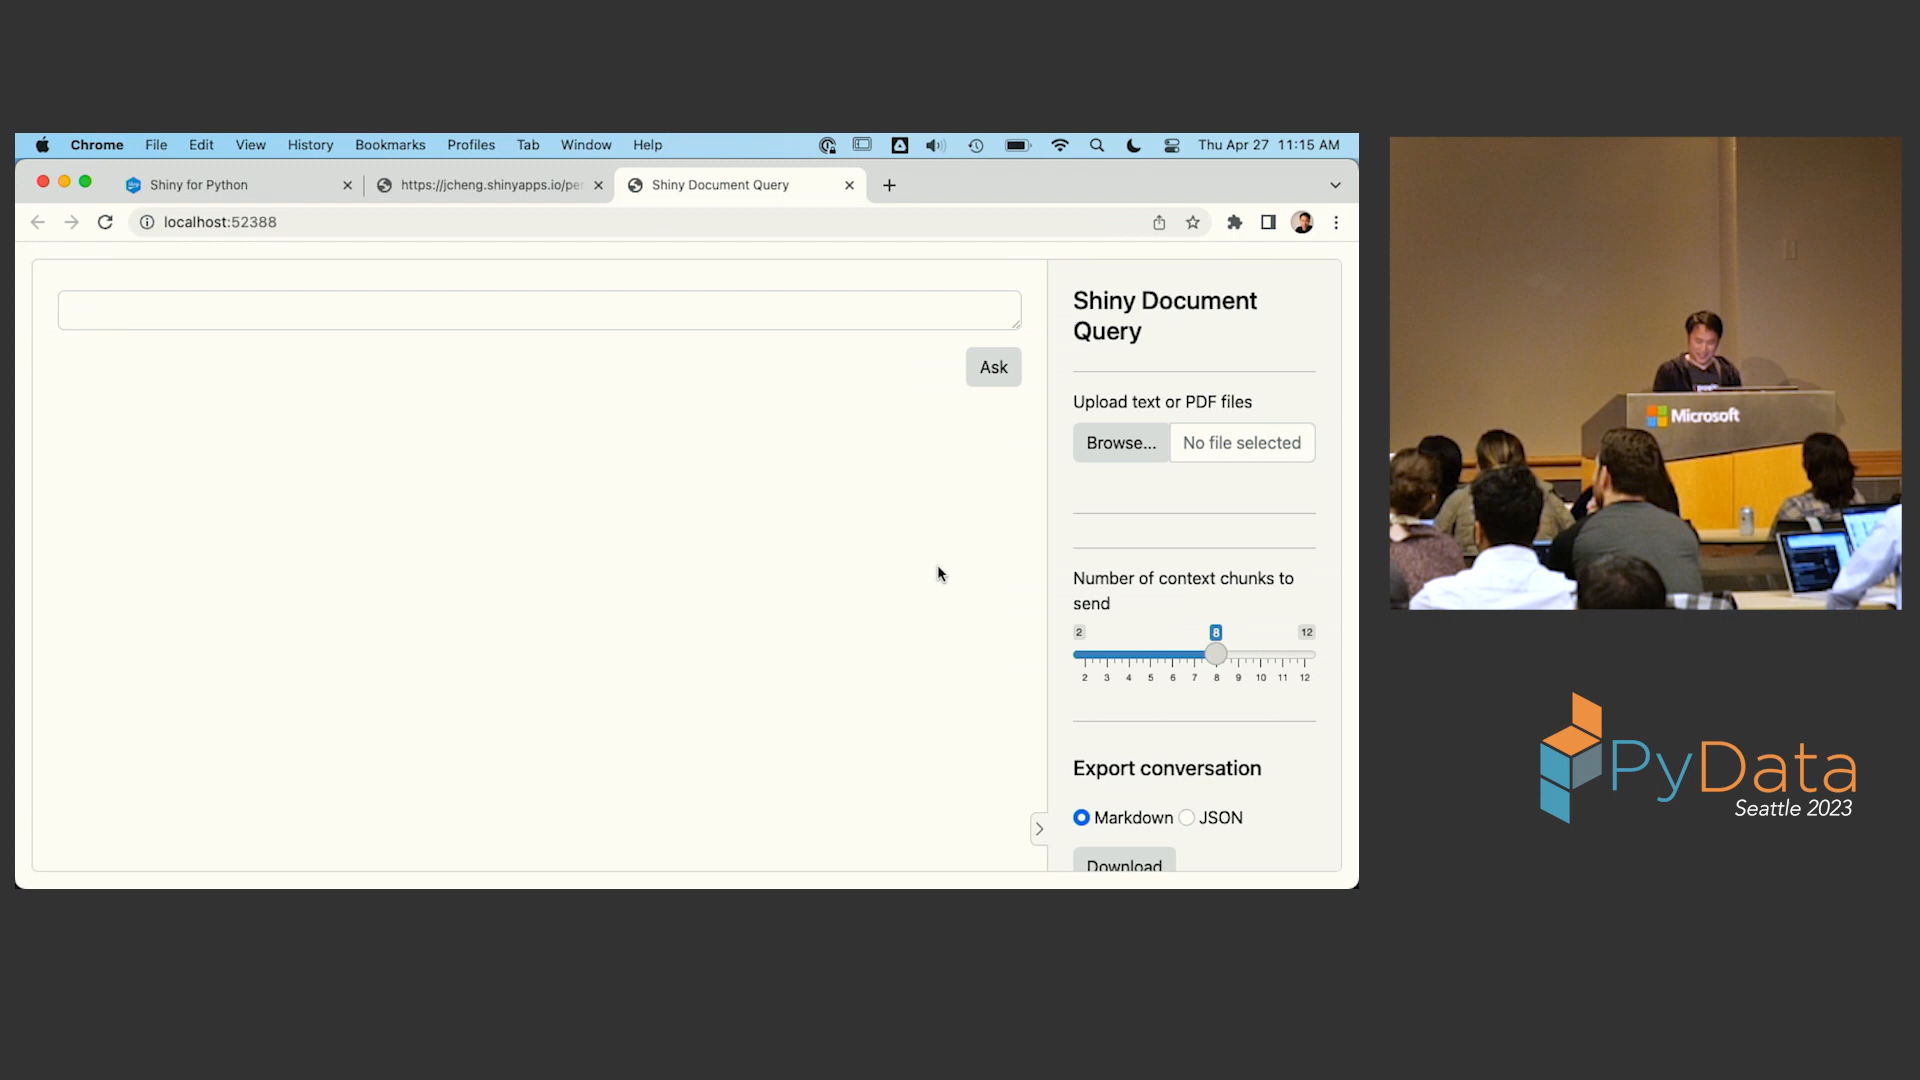 Chrome File Edit View History Bookmarks Profiles Tab Window Help Thu Apr 27 11:15 AM
Shiny for Python
https://jcheng.shinyapps.io/per
Shiny Document Query
localhost:52388
Ask
Shiny Document
Query
Upload text or PDF files
Browse... No file selected
Number of context chunks to
send
2 8 12
2 3 4 5 6 7 8 9 10 11 12
Export conversation
Markdown JSON
Download
Microsoft
PyData
Seattle 2023